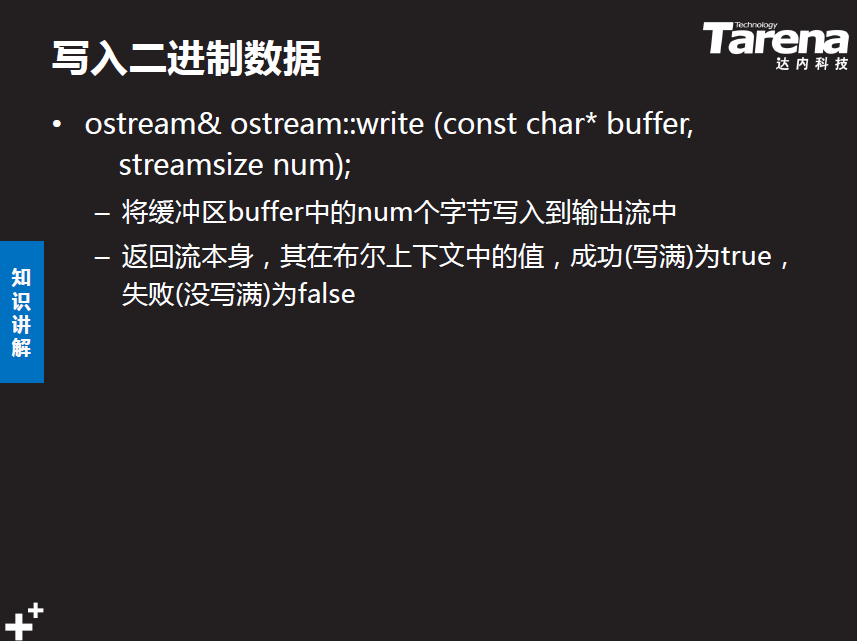 写入二进制数据
Technology
Tarena
达内科技
• ostream& ostream::write (const char* buffer,
streamsize num);
– 将缓冲区buffer中的num个字节写入到输出流中
– 返回流本身，其在布尔上下文中的值，成功(写满)为true，
失败(没写满)为false
知
识
讲
解